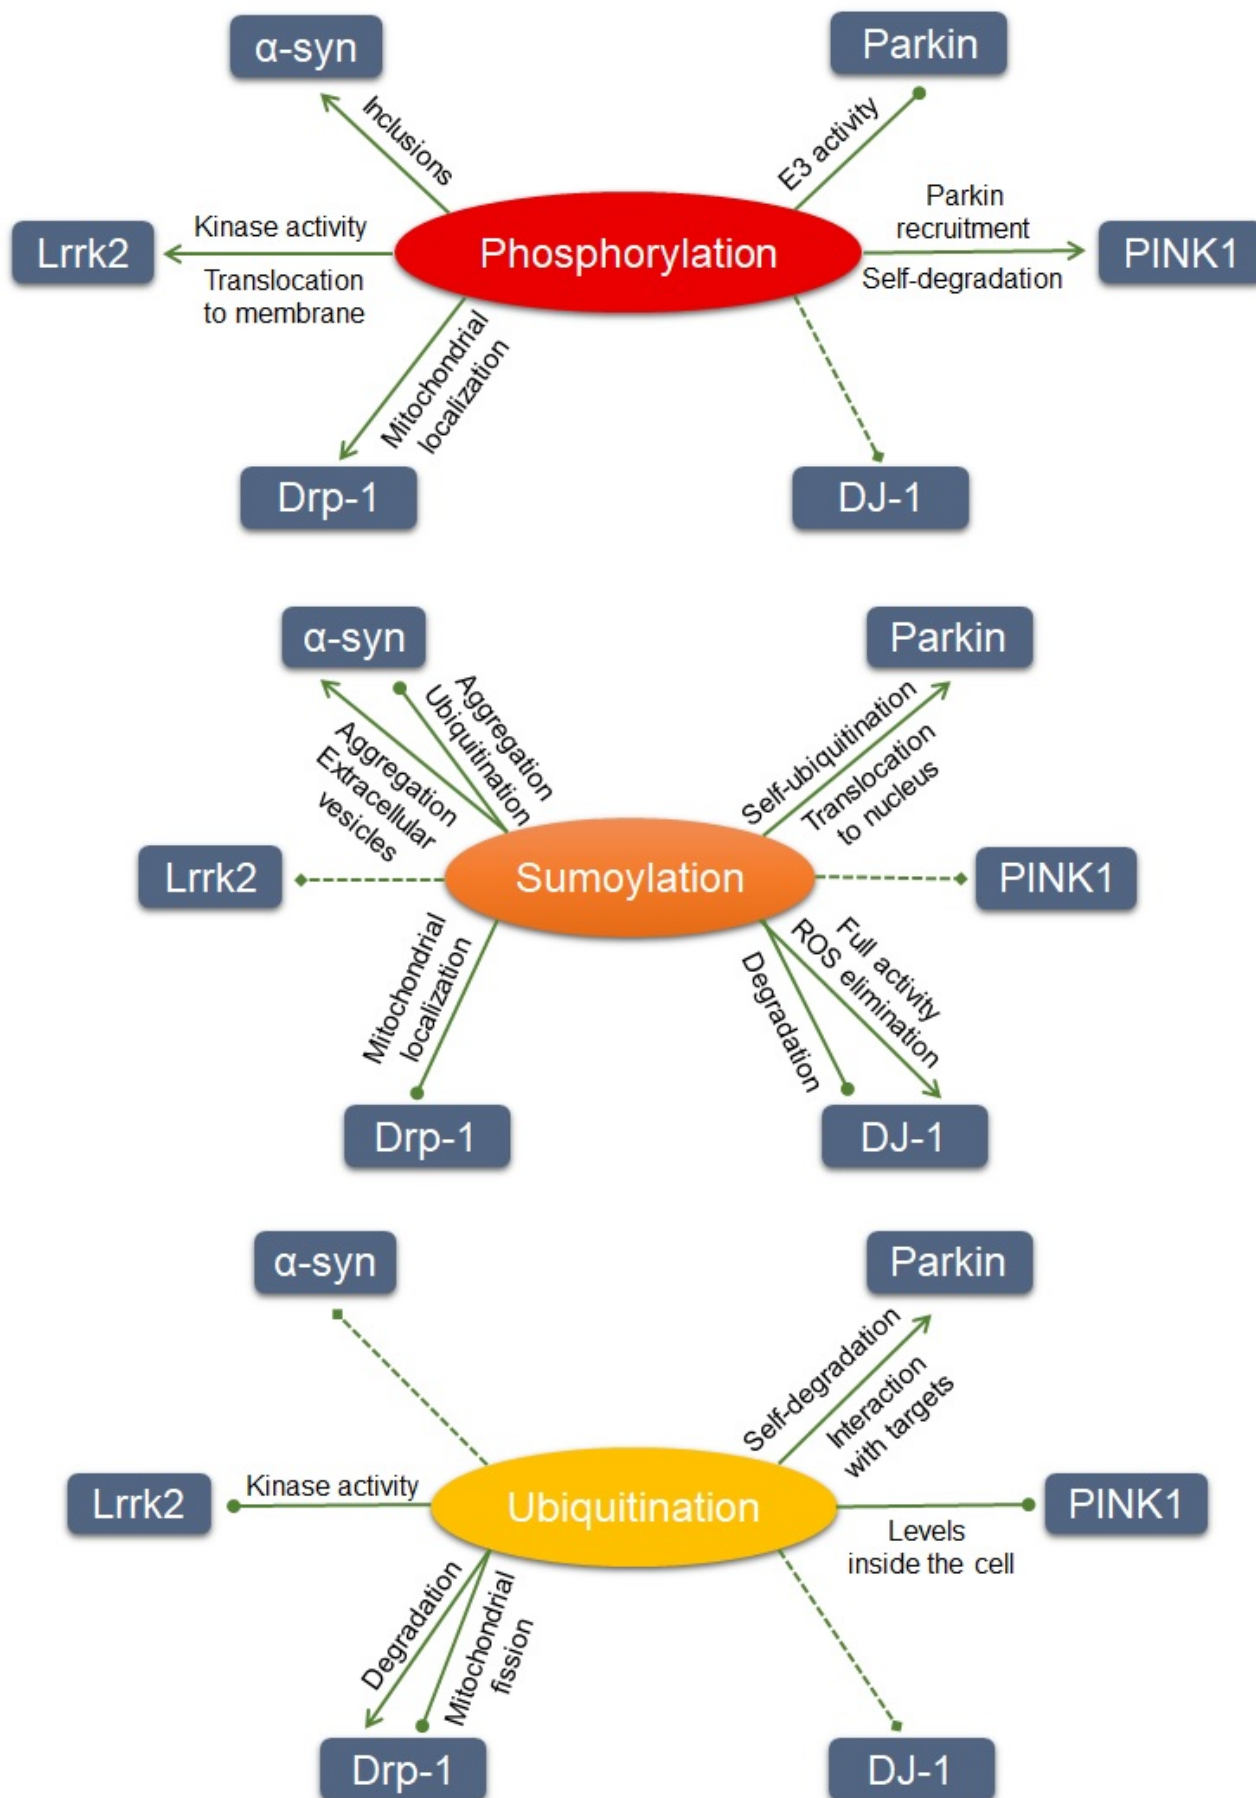 α-syn
Parkin
Inclusions
E3 activity
Lrrk2
Kinase activity
Translocation
to membrane
Phosphorylation
Parkin
recruitment
Self-degradation
PINK1
Mitochondrial
localization
Drp-1
DJ-1
α-syn
Parkin
Aggregation
Ubiquitination
Aggregation
Extracellular
vesicles
Self-ubiquitination
Translocation
to nucleus
Lrrk2
Sumoylation
PINK1
Mitochondrial
localization
Degradation
Full activity
ROS elimination
Drp-1
DJ-1
α-syn
Parkin
Self-degradation
Interaction
with targets
Lrrk2
Kinase activity
Ubiquitination
PINK1
Levels
inside the cell
Degradation
Mitochondrial
fission
Drp-1
DJ-1